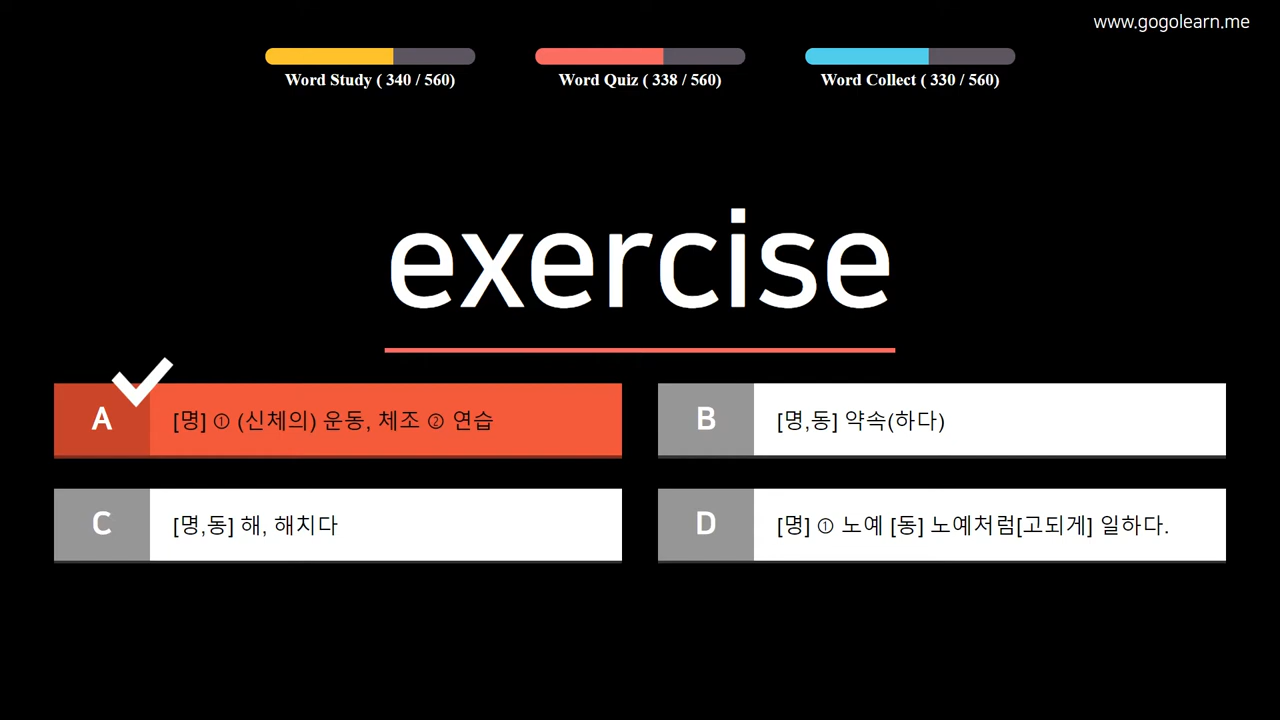 www.gogolearn.me
Word Study ( 340 / 560)
Word Quiz ( 338 / 560)
Word Collect ( 330 / 560)
exercise
A [명] ① (신체의) 운동, 체조 ② 연습
B [명,동] 약속(하다)
C [명,동] 해, 해치다
D [명] ① 노예 [동] 노예처럼[고되게] 일하다.